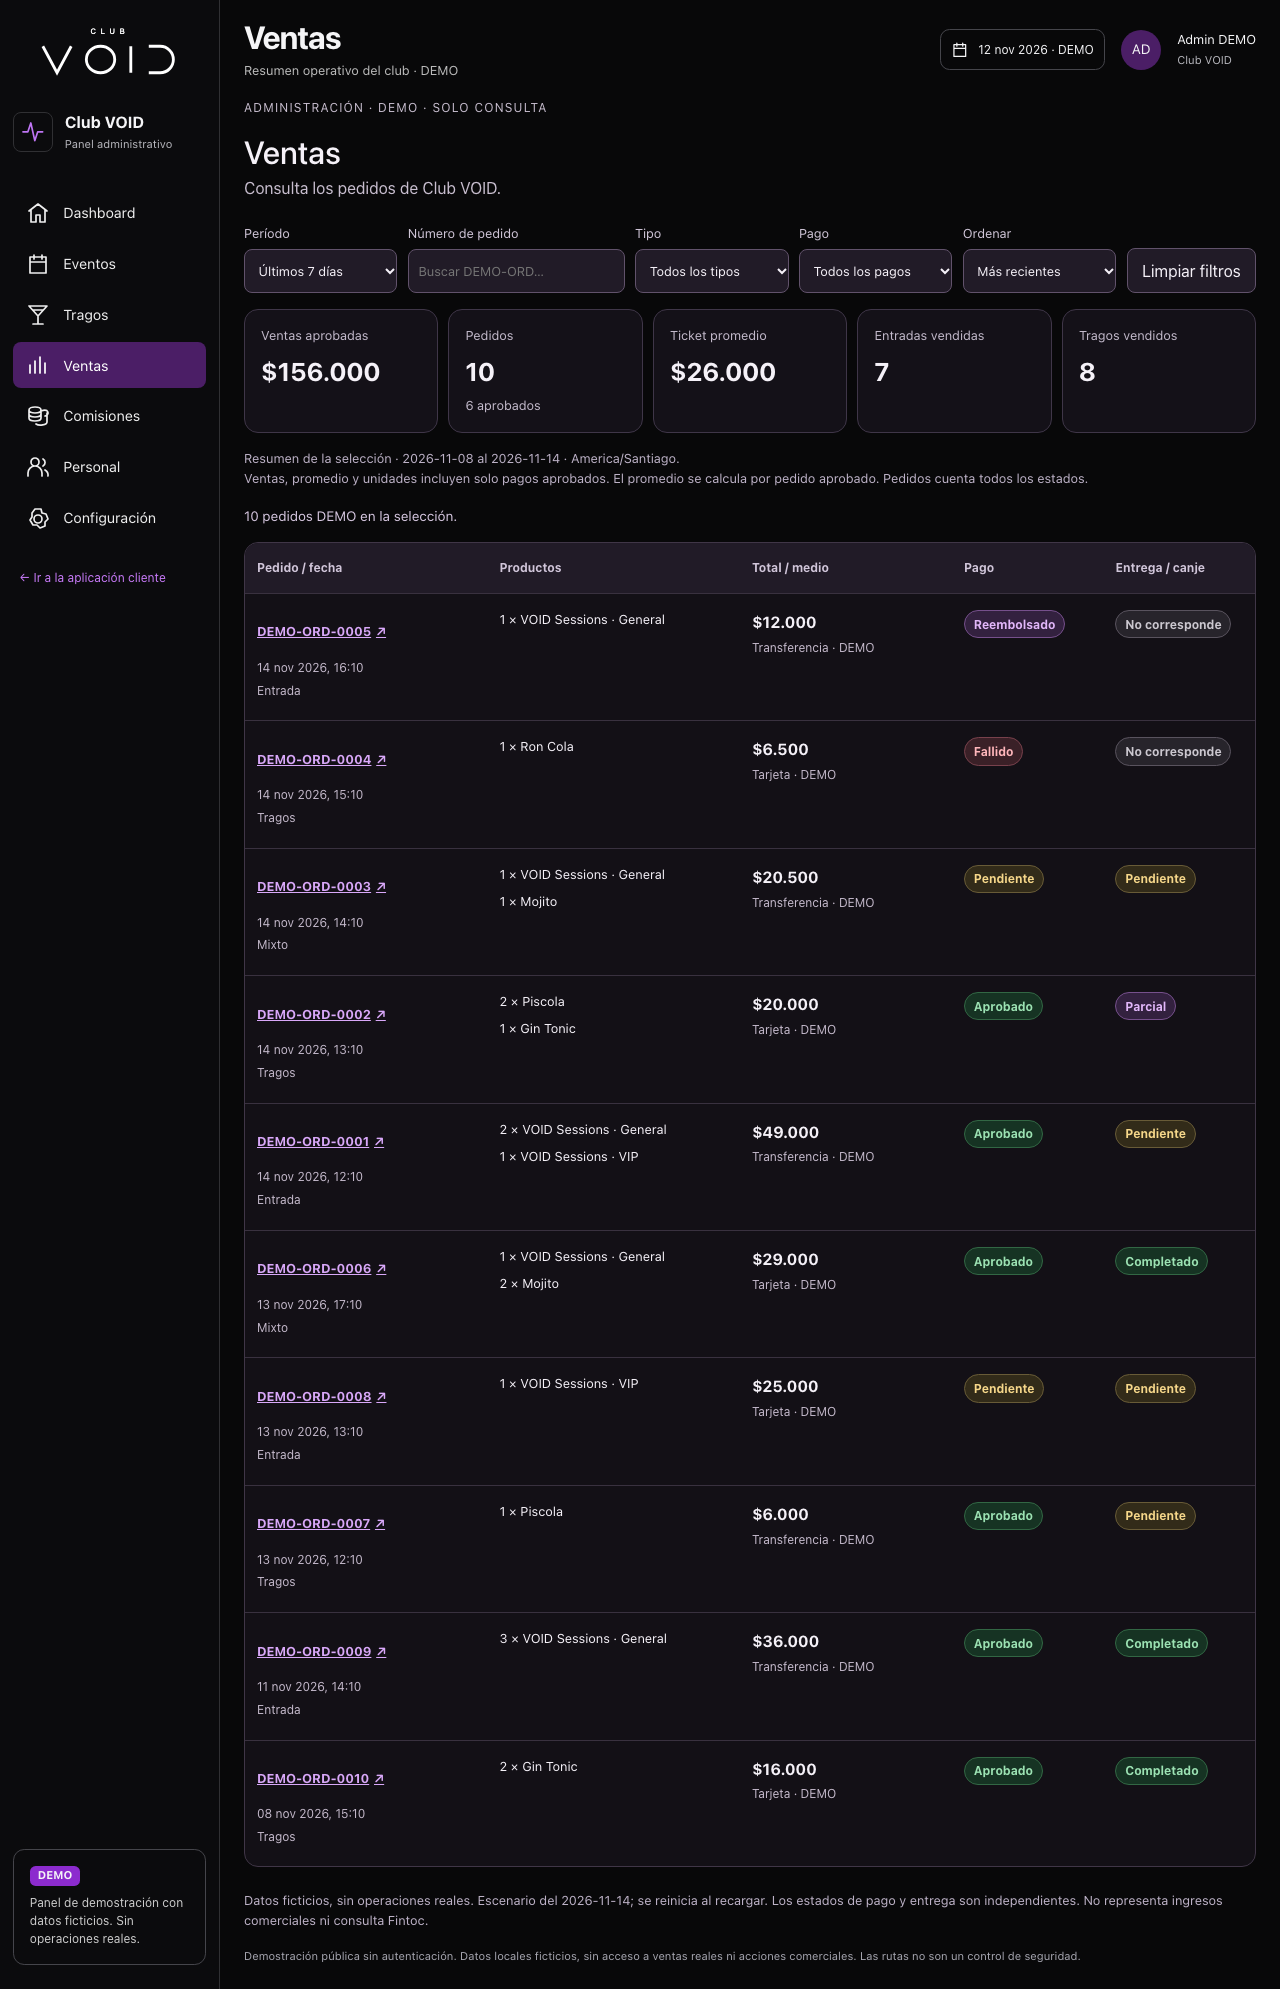 CLUB
VOID
Club VOID
Panel administrativo
Dashboard
Eventos
Tragos
Ventas
Comisiones
Personal
Configuración
← Ir a la aplicación cliente
DEMO
Panel de demostración con
datos ficticios. Sin
operaciones reales.
Ventas
Resumen operativo del club · DEMO
12 nov 2026 · DEMO
AD
Admin DEMO
Club VOID
ADMINISTRACIÓN · DEMO · SOLO CONSULTA
Ventas
Consulta los pedidos de Club VOID.
Período Número de pedido Tipo Pago Ordenar
Últimos 7 días Buscar DEMO-ORD... Todos los tipos Todos los pagos Más recientes Limpiar filtros
Ventas aprobadas Pedidos Ticket promedio Entradas vendidas Tragos vendidos
$156.000 10 $26.000 7 8
6 aprobados
Resumen de la selección · 2026-11-08 al 2026-11-14 · America/Santiago.
Ventas, promedio y unidades incluyen solo pagos aprobados. El promedio se calcula por pedido aprobado. Pedidos cuenta todos los estados.
10 pedidos DEMO en la selección.
Pedido / fecha Productos Total / medio Pago Entrega / canje
DEMO-ORD-0005 ↗ 1 × VOID Sessions · General $12.000 Reembolsado No corresponde
Transferencia · DEMO
14 nov 2026, 16:10
Entrada
DEMO-ORD-0004 ↗ 1 × Ron Cola $6.500 Fallido No corresponde
Tarjeta · DEMO
14 nov 2026, 15:10
Tragos
DEMO-ORD-0003 ↗ 1 × VOID Sessions · General $20.500 Pendiente Pendiente
1 × Mojito Transferencia · DEMO
14 nov 2026, 14:10
Mixto
DEMO-ORD-0002 ↗ 2 × Piscola $20.000 Aprobado Parcial
1 × Gin Tonic Tarjeta · DEMO
14 nov 2026, 13:10
Tragos
DEMO-ORD-0001 ↗ 2 × VOID Sessions · General $49.000 Aprobado Pendiente
1 × VOID Sessions · VIP Transferencia · DEMO
14 nov 2026, 12:10
Entrada
DEMO-ORD-0006 ↗ 1 × VOID Sessions · General $29.000 Aprobado Completado
2 × Mojito Tarjeta · DEMO
13 nov 2026, 17:10
Mixto
DEMO-ORD-0008 ↗ 1 × VOID Sessions · VIP $25.000 Pendiente Pendiente
Tarjeta · DEMO
13 nov 2026, 13:10
Entrada
DEMO-ORD-0007 ↗ 1 × Piscola $6.000 Aprobado Pendiente
Transferencia · DEMO
13 nov 2026, 12:10
Tragos
DEMO-ORD-0009 ↗ 3 × VOID Sessions · General $36.000 Aprobado Completado
Transferencia · DEMO
11 nov 2026, 14:10
Entrada
DEMO-ORD-0010 ↗ 2 × Gin Tonic $16.000 Aprobado Completado
Tarjeta · DEMO
08 nov 2026, 15:10
Tragos
Datos ficticios, sin operaciones reales. Escenario del 2026-11-14; se reinicia al recargar. Los estados de pago y entrega son independientes. No representa ingresos
comerciales ni consulta Fintoc.
Demostración pública sin autenticación. Datos locales ficticios, sin acceso a ventas reales ni acciones comerciales. Las rutas no son un control de seguridad.